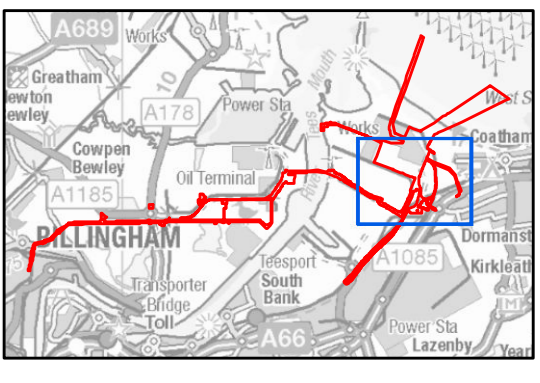 A689
Works
Greatham
ewton
ewley
10
A178
Power Sta
Mouth
Tees
River
Works
West S
Coatham
Cowpen
Bewley
Oil Terminal
A1185
BILLINGHAM
Dormanst
Teesport
A1085
Kirkleath
South
Bank
Transporter
Bridge
Toll
Power Sta
A66
Lazenby
Year